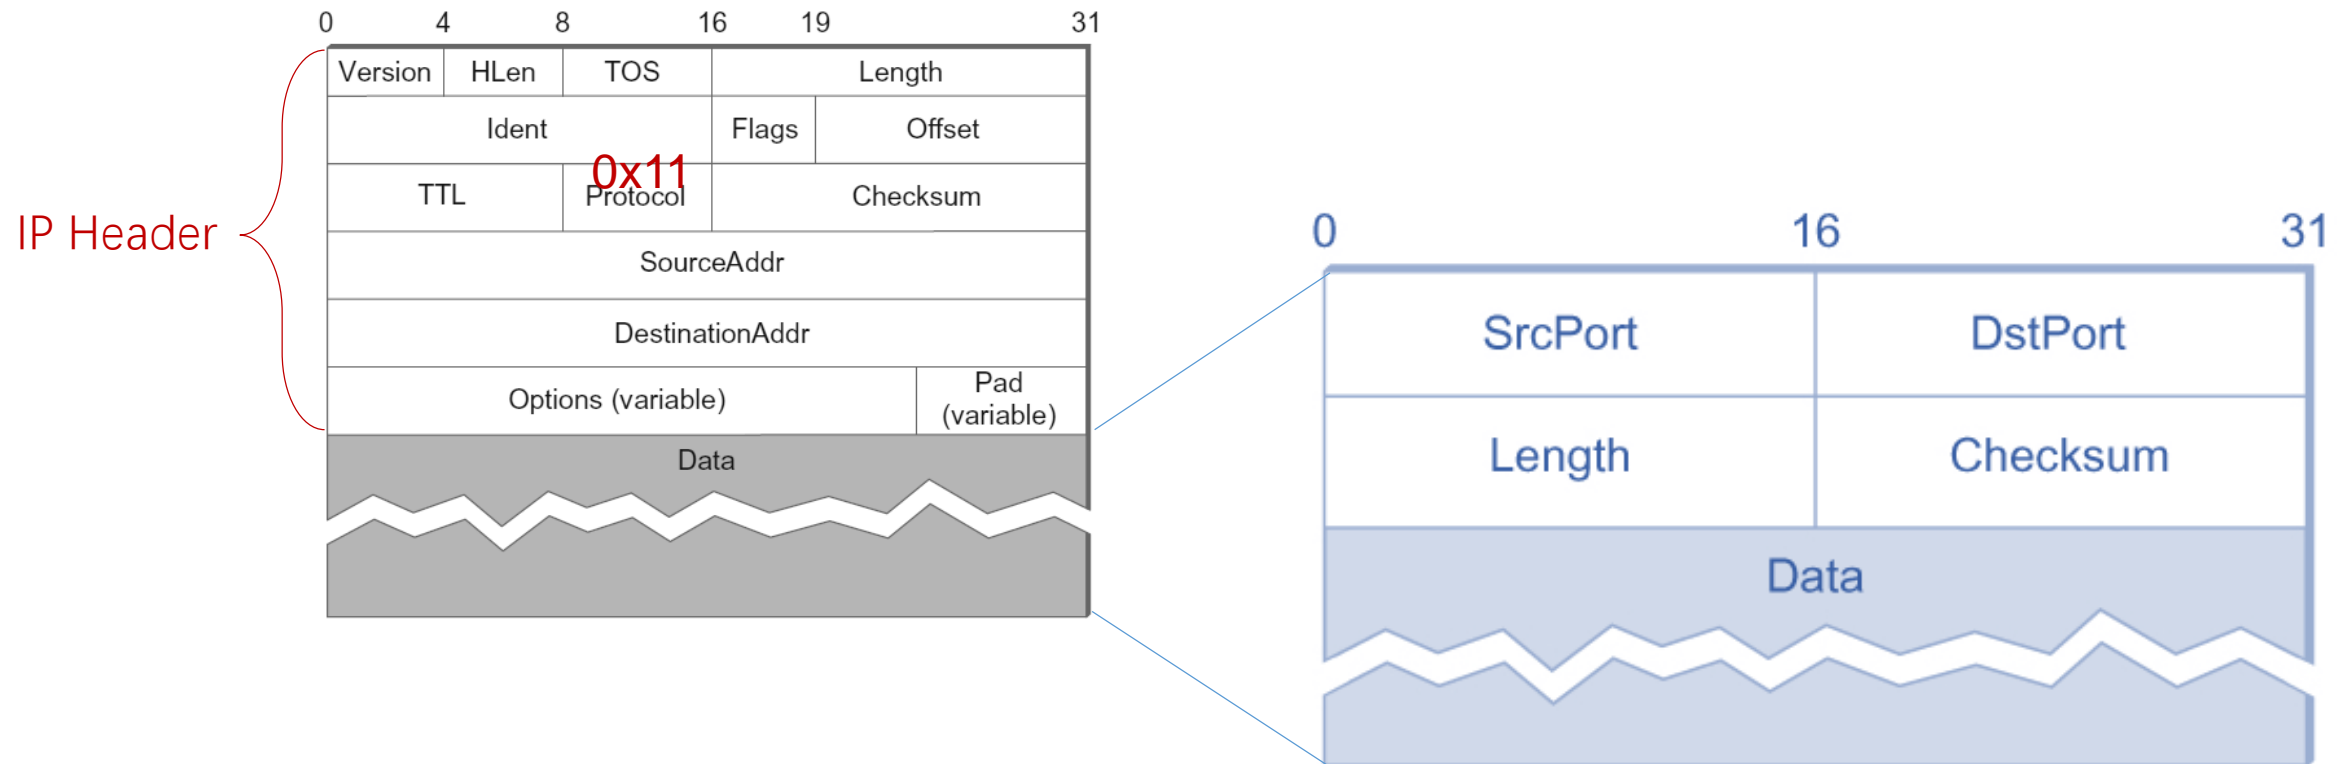 0 4 8 16 19 31
Version HLen TOS Length
Ident Flags Offset
0x11
TTL Protocol Checksum
IP Header
SourceAddr
DestinationAddr
Options (variable) Pad
(variable)
Data
0 16 31
SrcPort DstPort
Length Checksum
Data